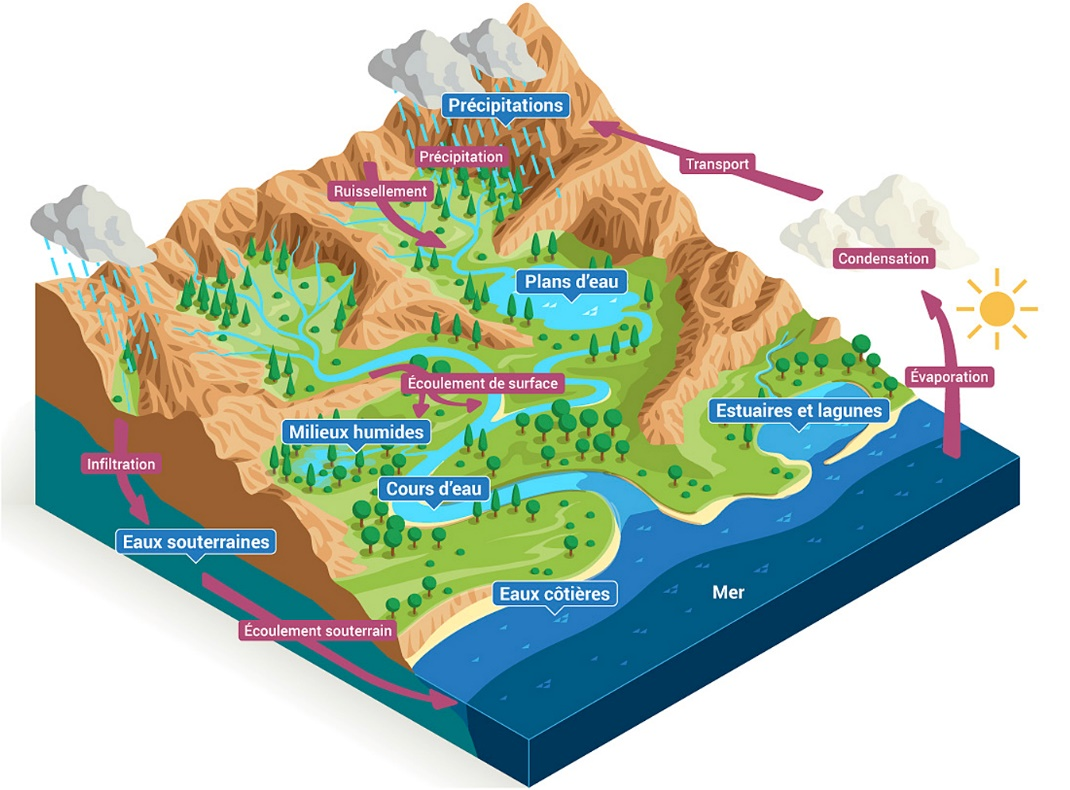 Précipitations
Précipitation
Transport
Ruissellement
Condensation
Plans d'eau
Évaporation
Écoulement de surface
Estuaires et lagunes
Milieux humides
Infiltration
Cours d'eau
Eaux souterraines
Eaux côtières
Mer
Écoulement souterrain